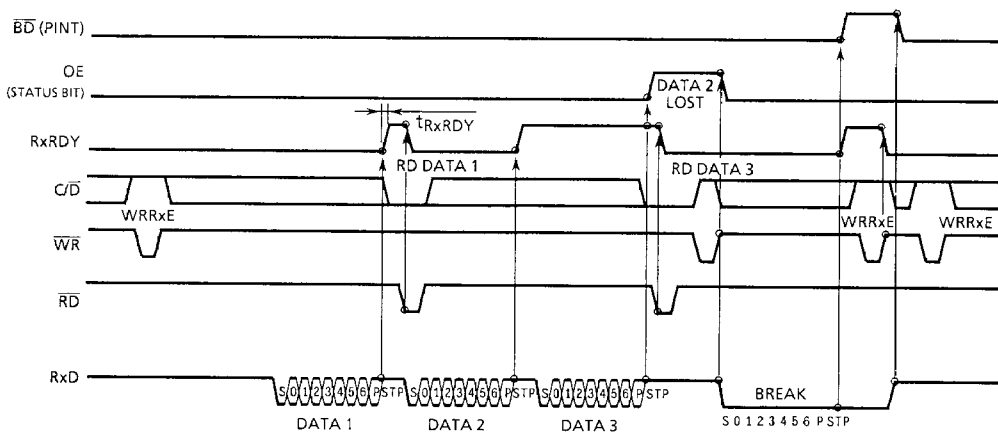 B̅D̅ (PINT)
OE
(STATUS BIT)
DATA 2
LOST
tRxRDY
RxRDY
RD DATA 1
RD DATA 3
C/D̅
WRRxE
WRRxE
WRRxE
W̅R̅
R̅D̅
RxD
S 0 1 2 3 4 5 6 P STP
S 0 1 2 3 4 5 6 P STP
S 0 1 2 3 4 5 6 P STP
BREAK
S 0 1 2 3 4 5 6 P STP
DATA 1
DATA 2
DATA 3